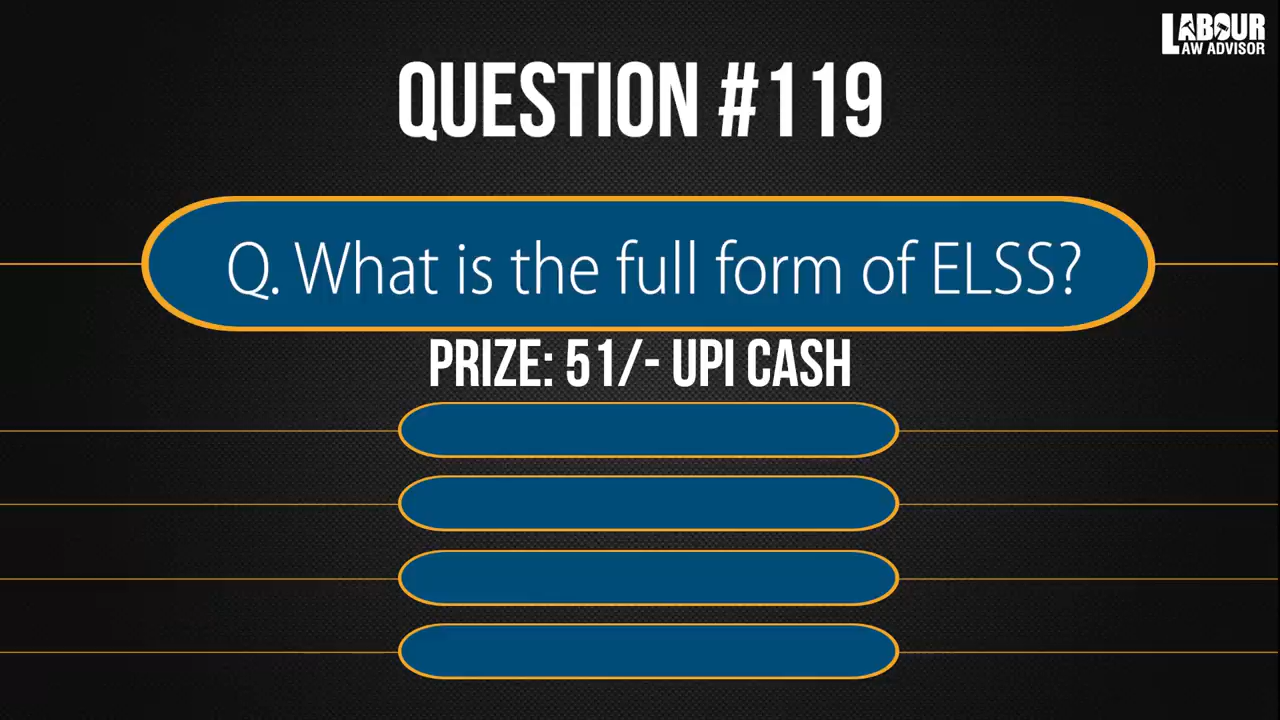 LABOUR
LAW ADVISOR
QUESTION #119
Q. What is the full form of ELSS?
PRIZE: 51/- UPI CASH